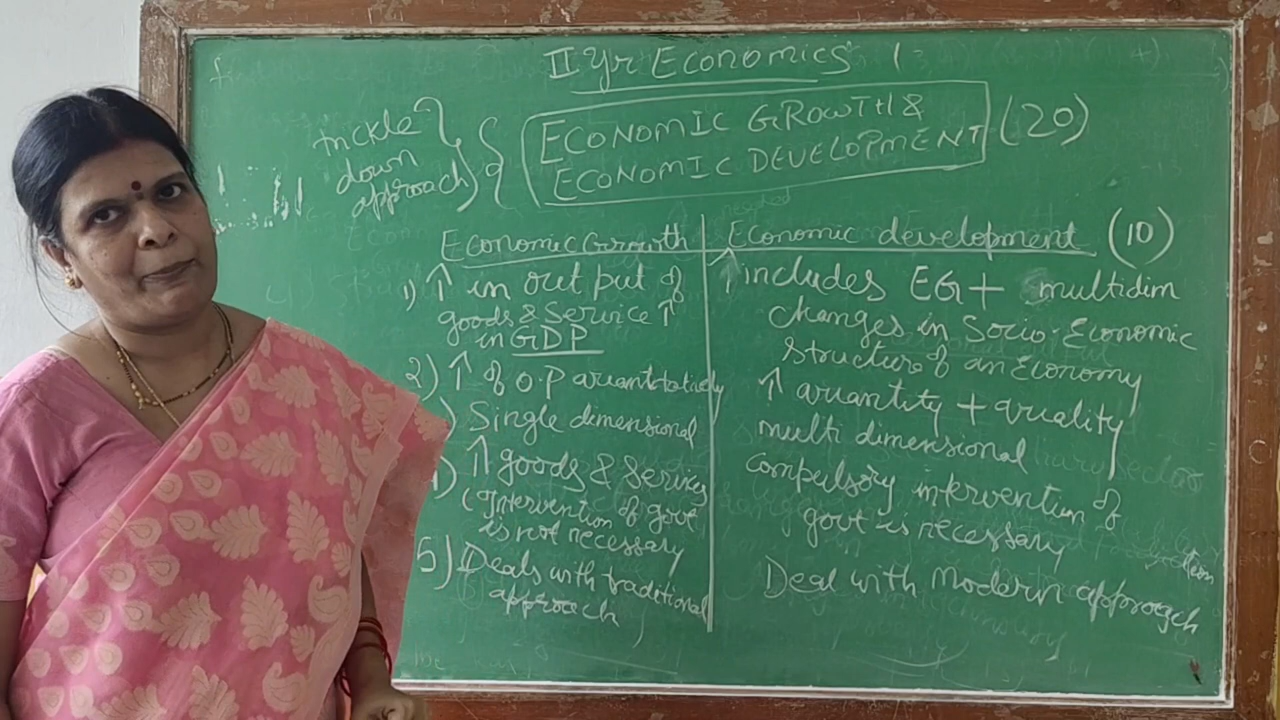 II Yr ECONOMICS
trickle
down
approach
ECONOMIC GROWTH &
ECONOMIC DEVELOPMENT (20)
Economic Growth
1) ↑ in out put of
goods & Service ↑
in GDP
2) ↑ of O.P quantitatively
) Single dimensional
) ↑ goods & Services
(Intervention of govt
is not necessary
5) Deals with traditional
approach
Economic development (10)
↑ includes EG + multidim
changes in Socio-Economic
structure of an Economy
↑ quantity + quality
multi dimensional
compulsory intervention of
govt is necessary
Deal with Modern approach